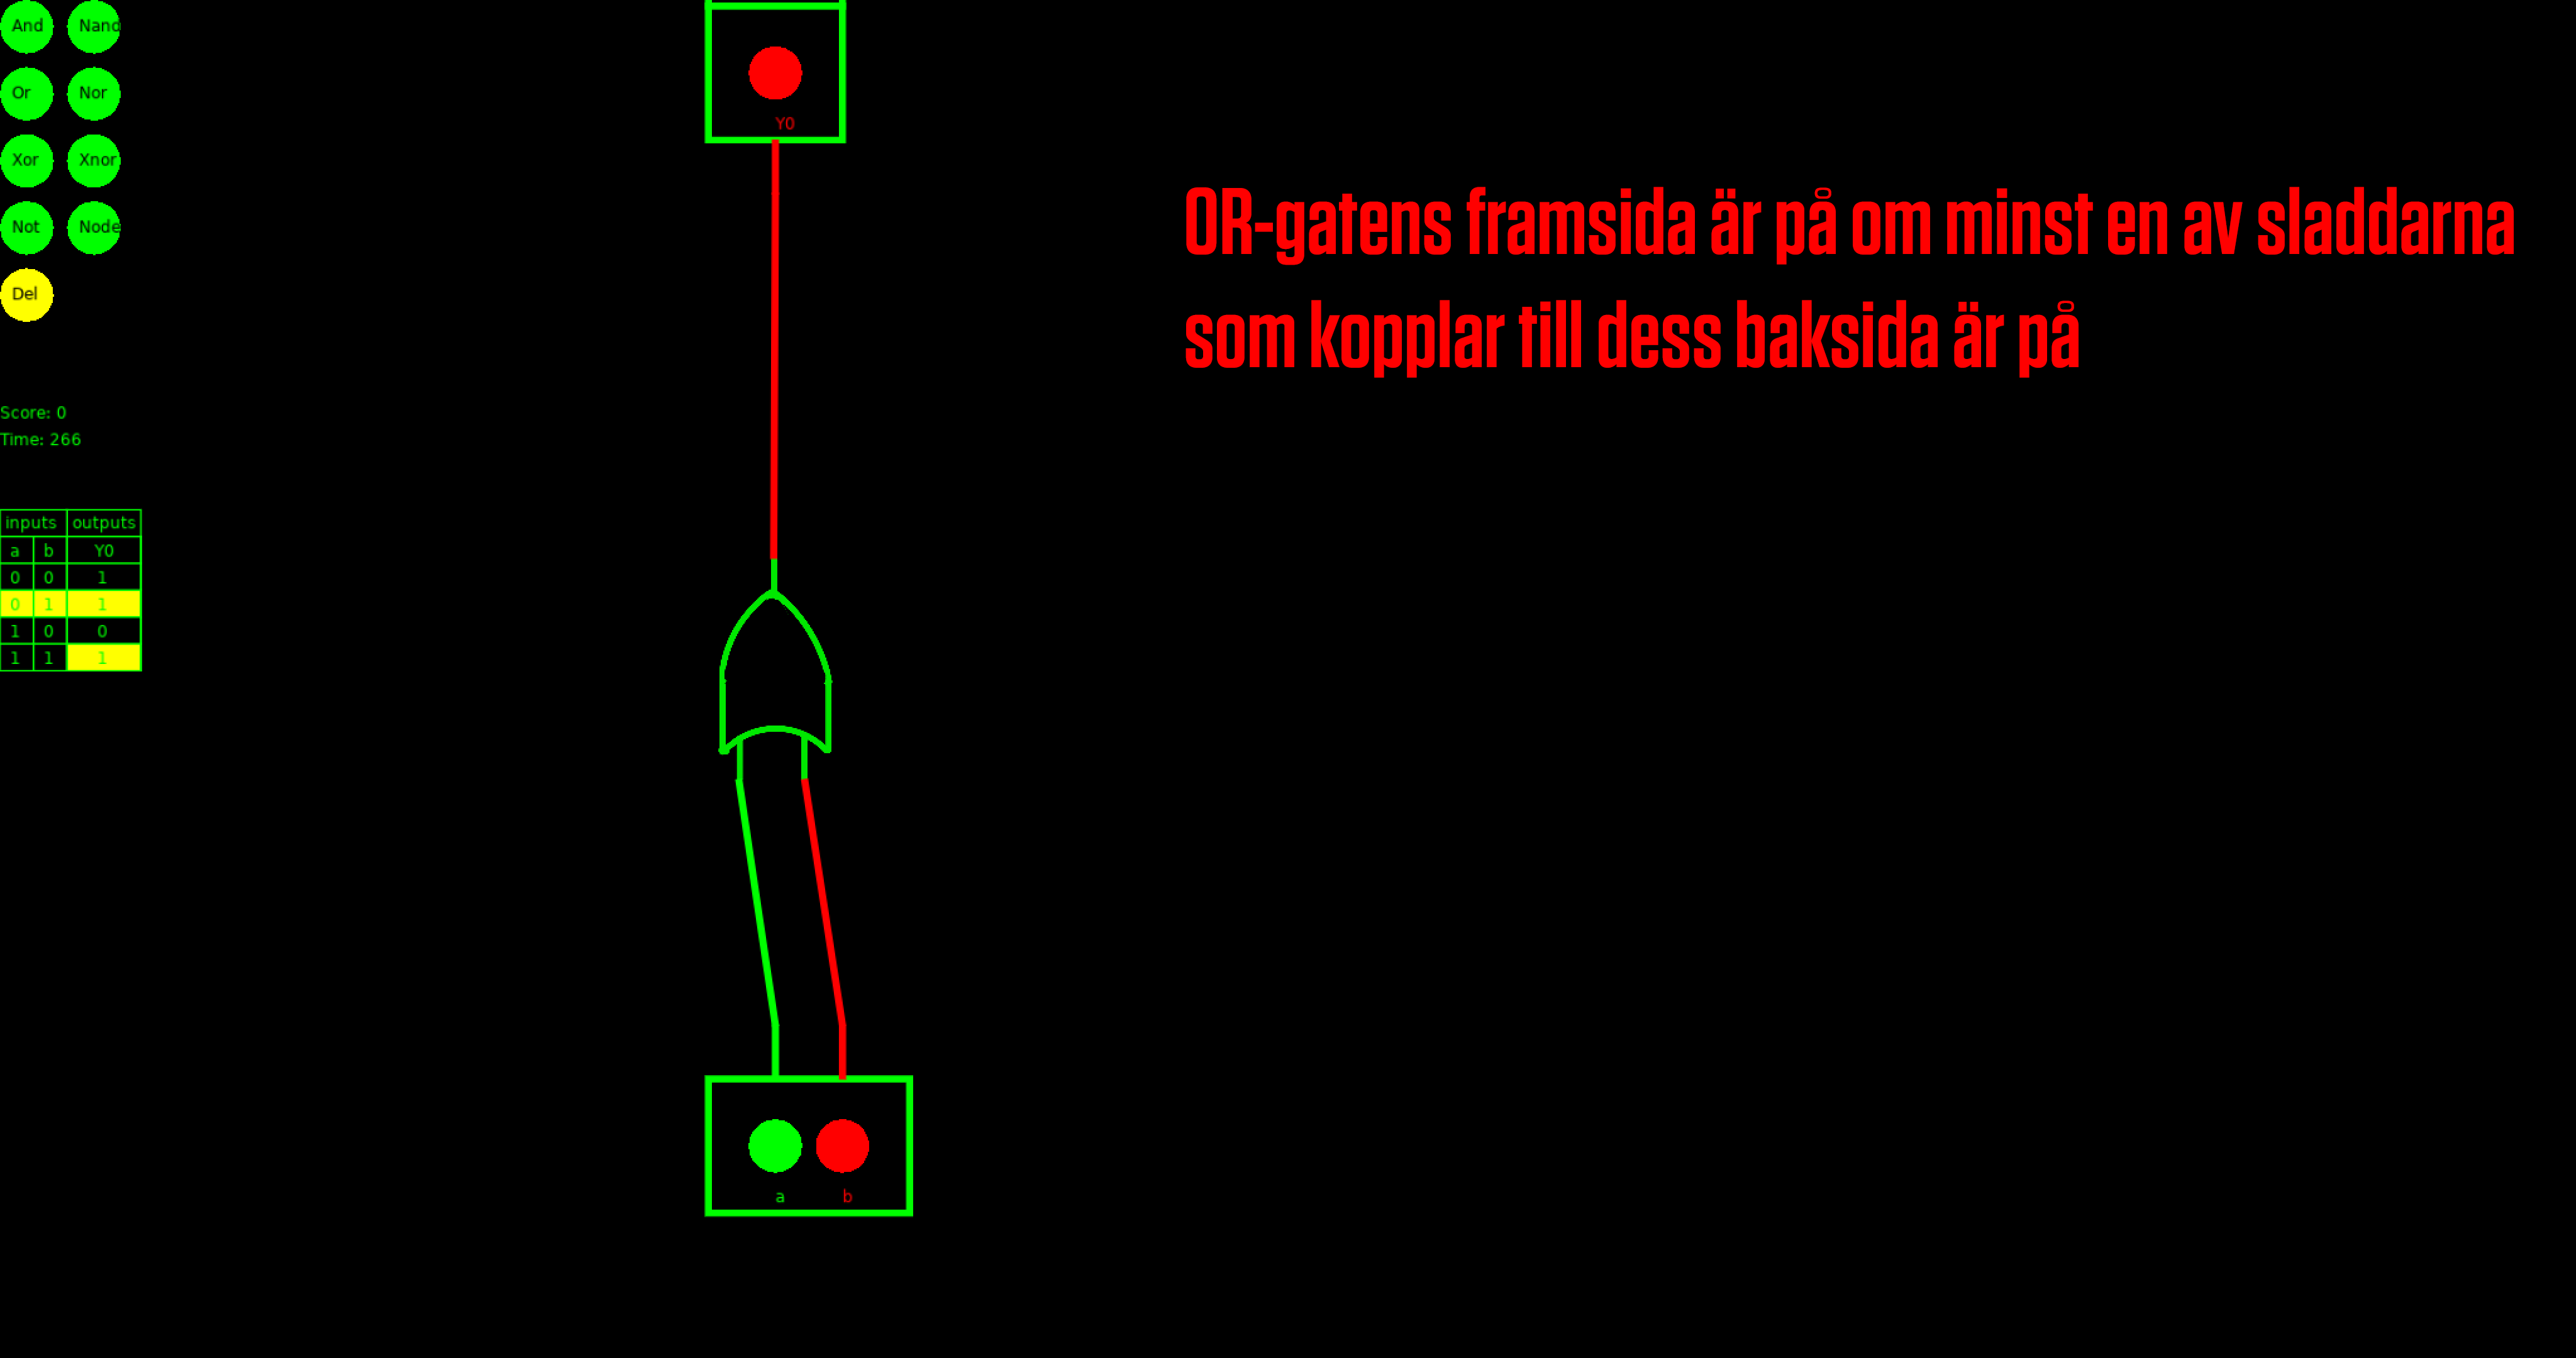 And Nand
Or Nor
Xor Xnor
Not Node
Del
Y0
OR-gatens framsida är på om minst en av sladdarna
som kopplar till dess baksida är på
Score: 0
Time: 266
inputs outputs
a b Y0
0 0 1
0 1 1
1 0 0
1 1 1
a b